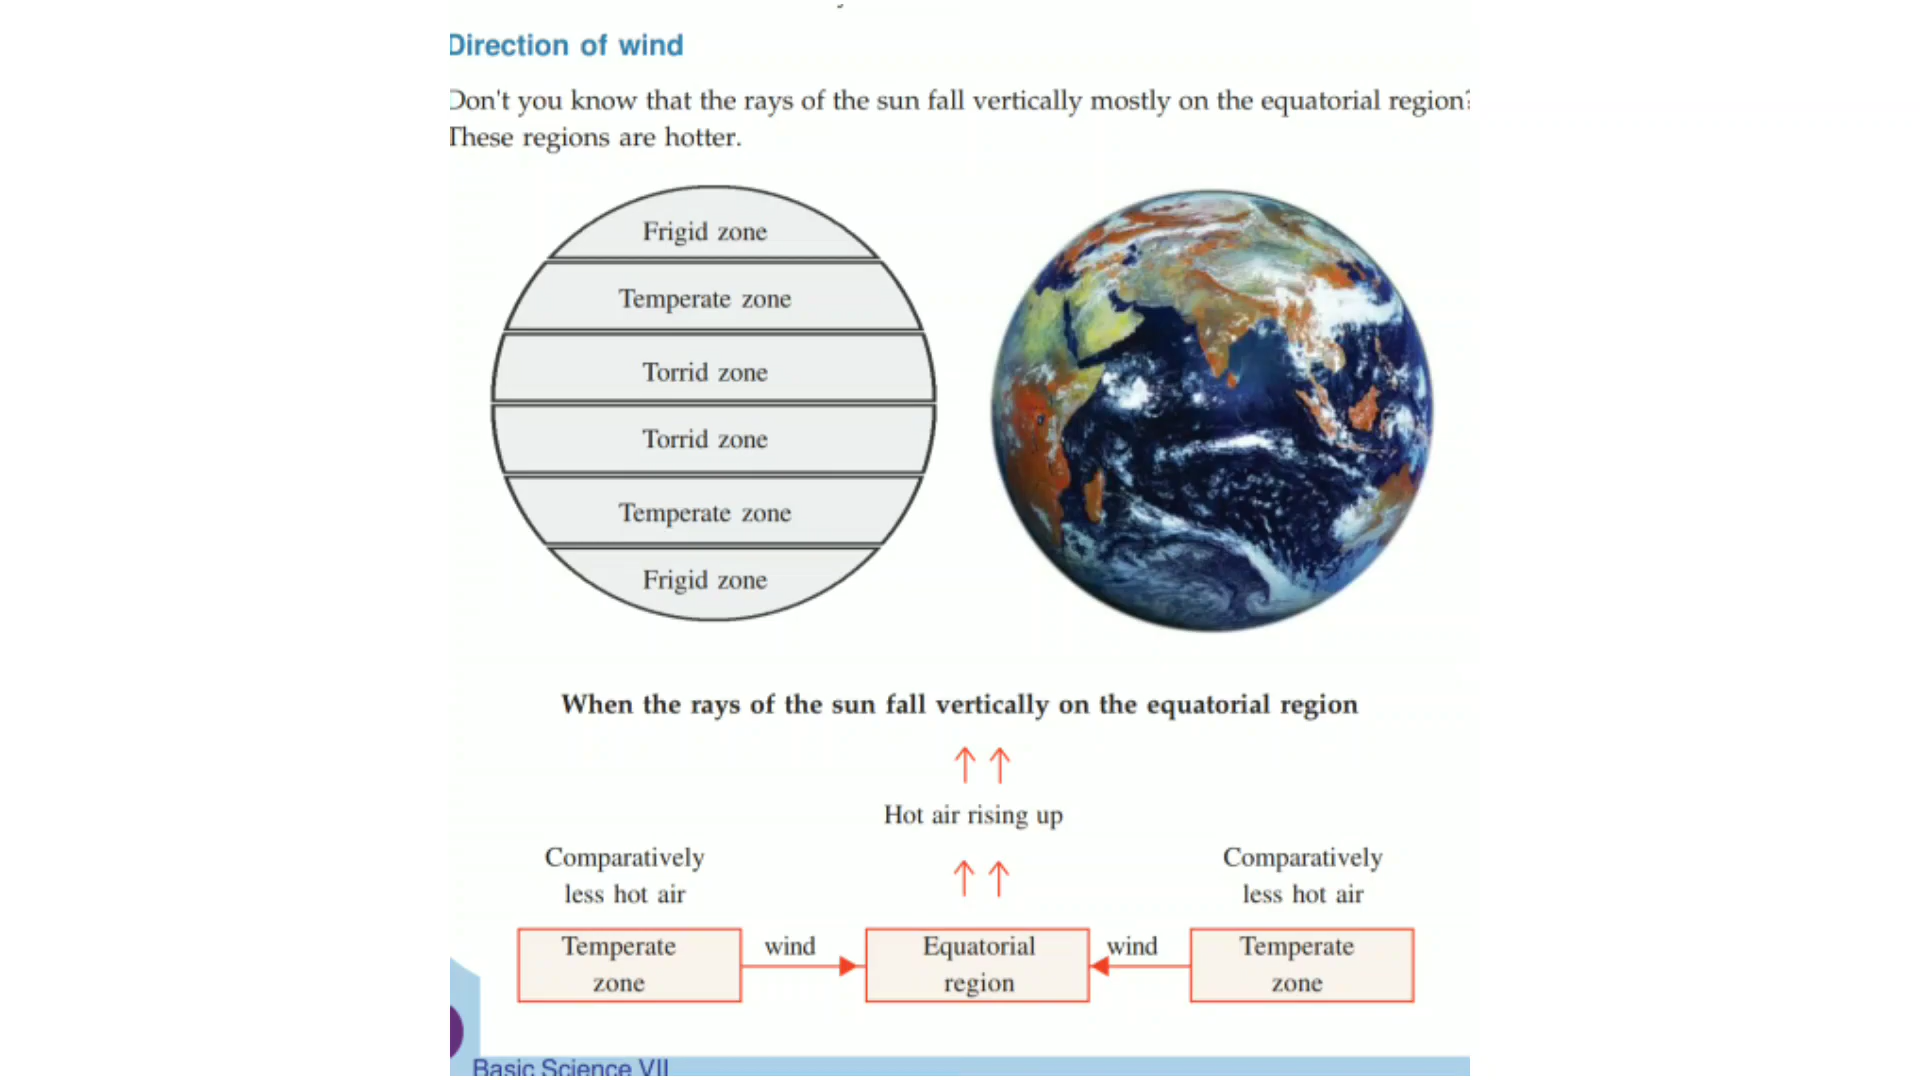 Direction of wind
Don't you know that the rays of the sun fall vertically mostly on the equatorial region?
These regions are hotter.
Frigid zone
Temperate zone
Torrid zone
Torrid zone
Temperate zone
Frigid zone
When the rays of the sun fall vertically on the equatorial region
Hot air rising up
Comparatively
less hot air
Comparatively
less hot air
Temperate
zone
wind
Equatorial
region
wind
Temperate
zone
Basic Science VII